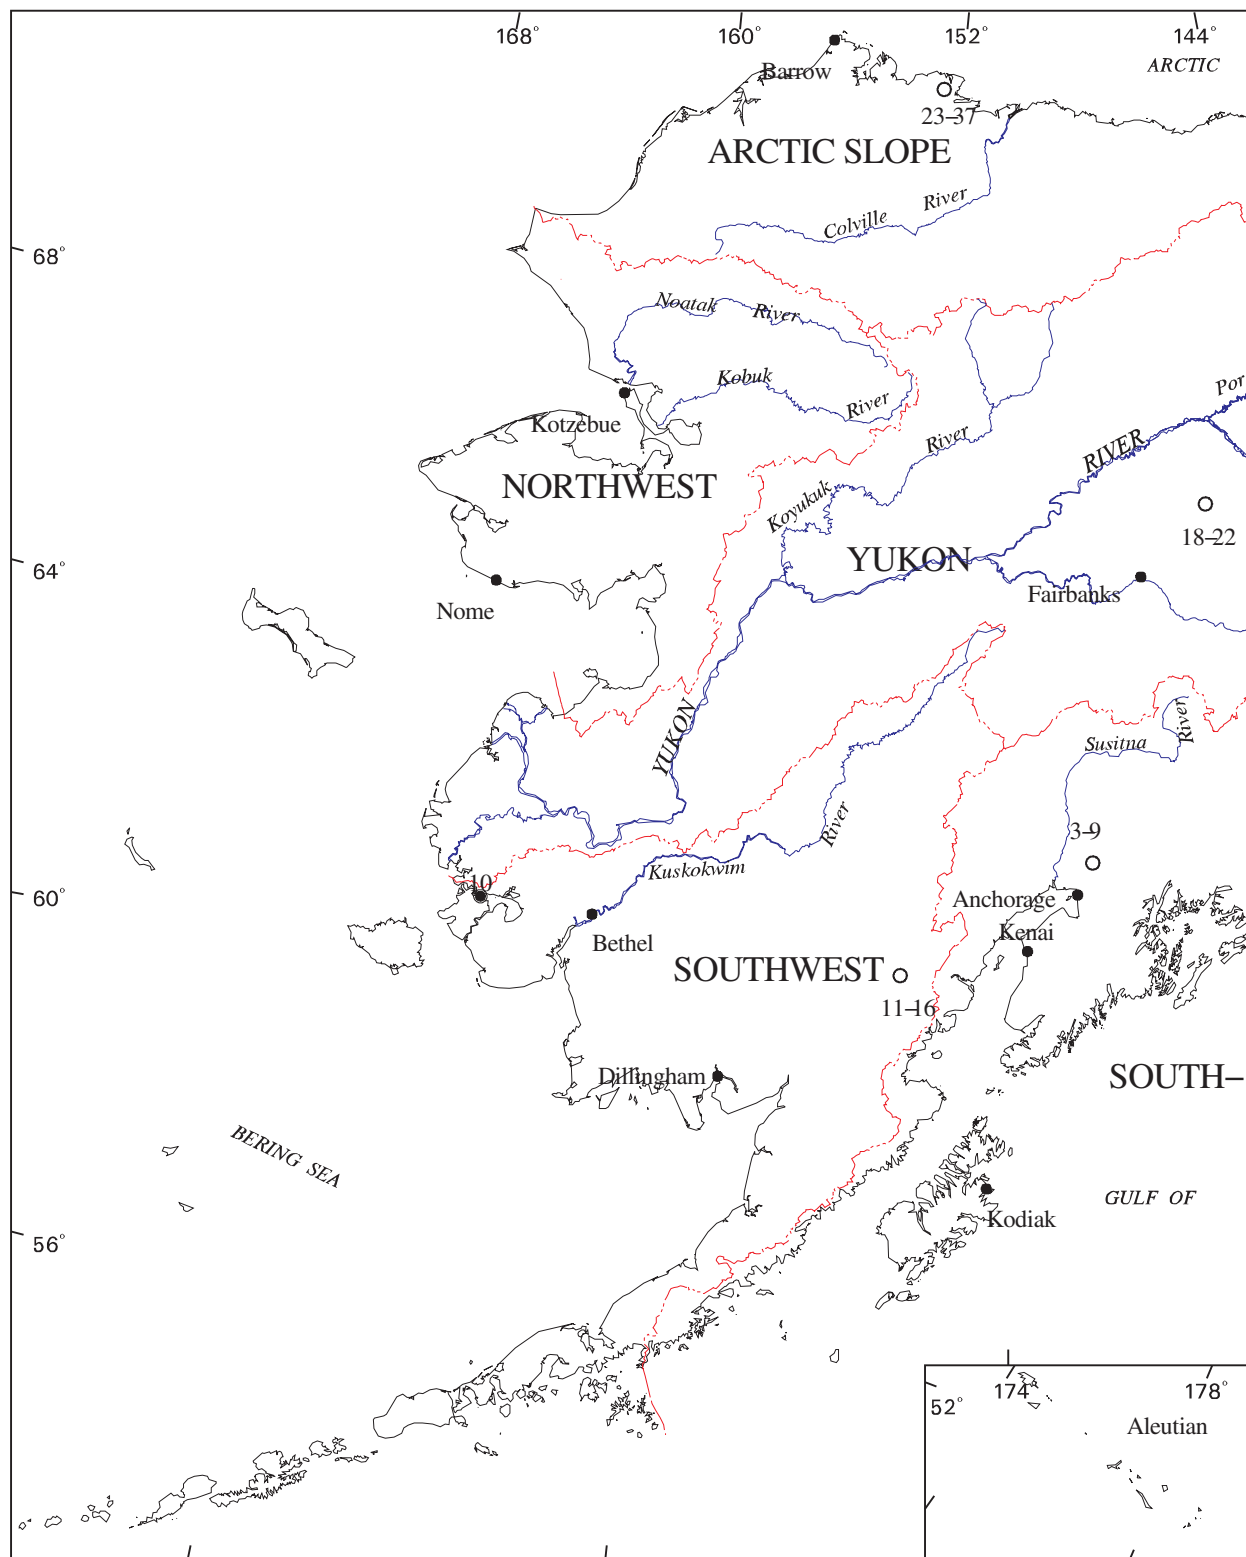 168° 160° 152° 144°
ARCTIC
Barrow
23–37
ARCTIC SLOPE
Colville River
68°
Noatak River
Kobuk River
Por
Kotzebue
River
RIVER
NORTHWEST
Koyukuk
18–22
YUKON
64°
Fairbanks
Nome
YUKON
River
Susitna
3–9
River
Kuskokwim
10
60°
Anchorage
Bethel
Kenai
SOUTHWEST
11–16
Dillingham
SOUTH–
BERING SEA
GULF OF
Kodiak
56°
174° 178°
52°
Aleutian